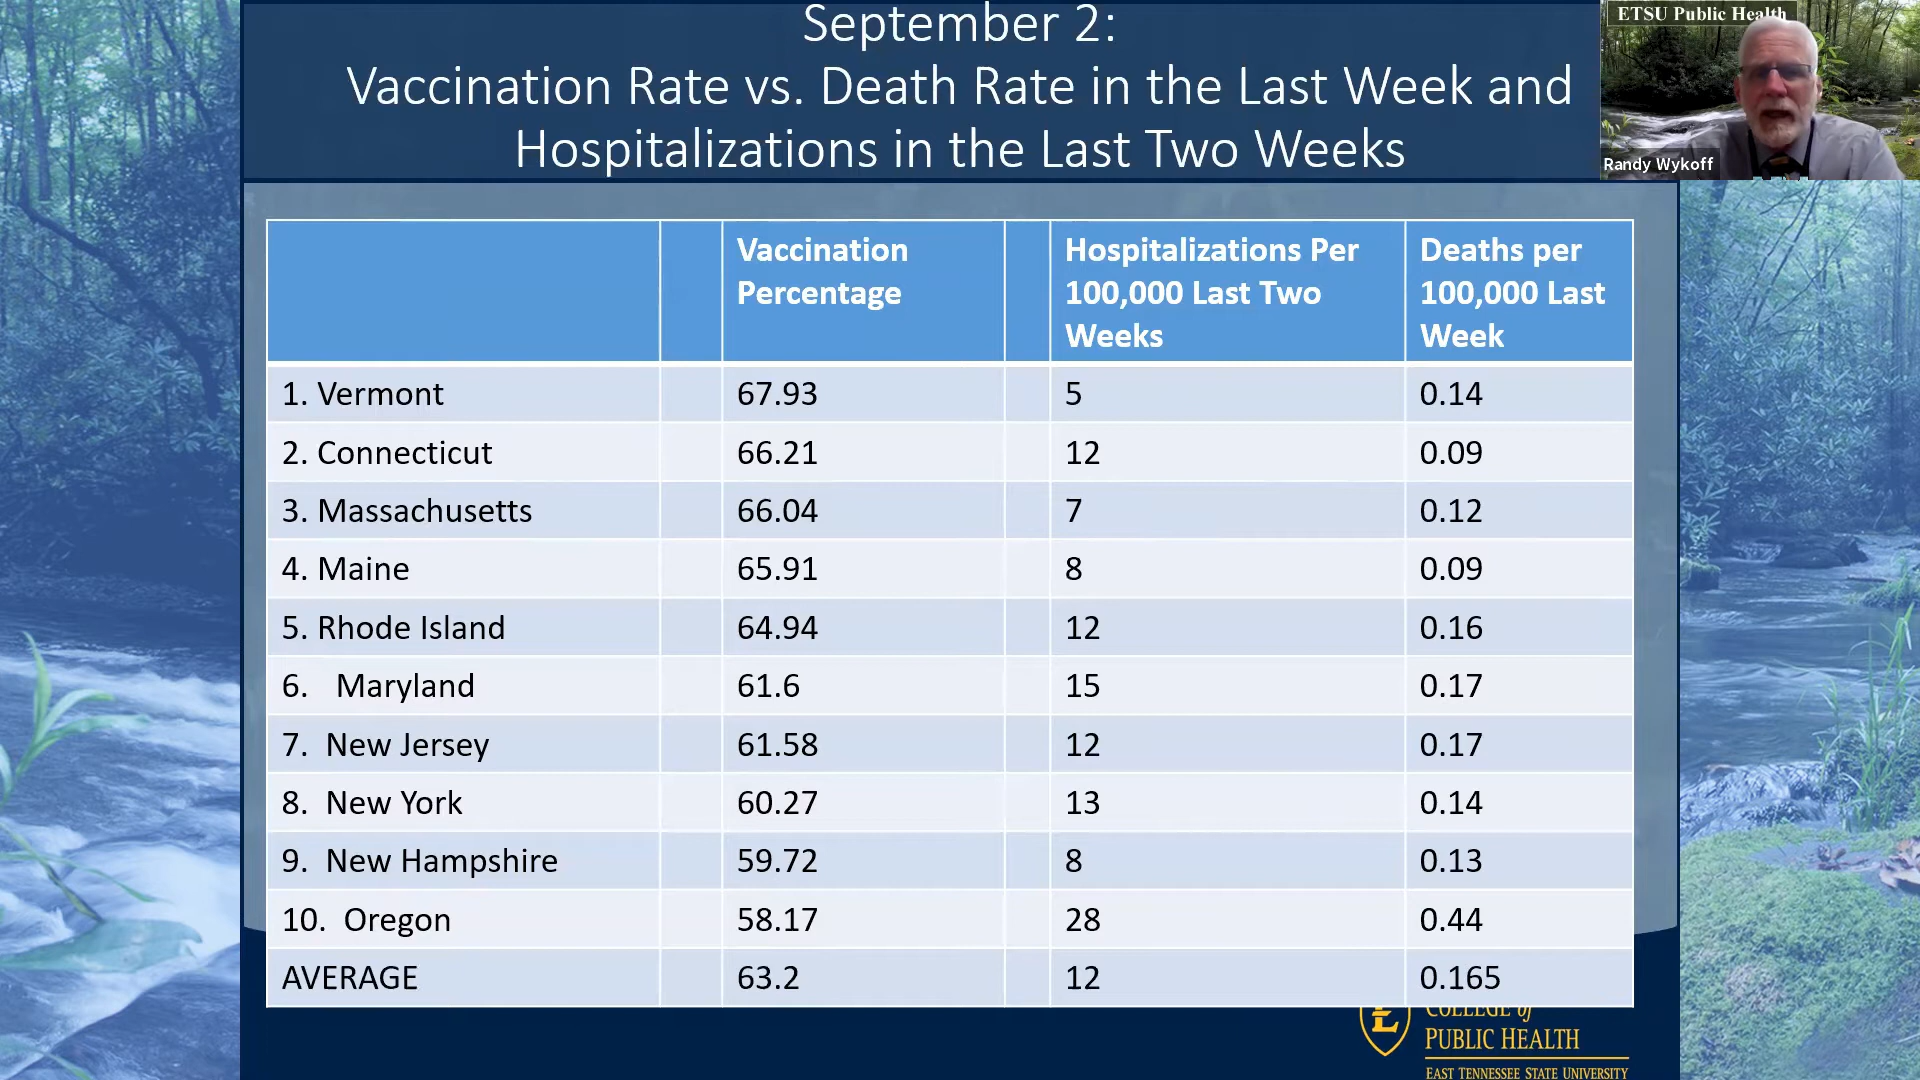 September 2:
Vaccination Rate vs. Death Rate in the Last Week and
Hospitalizations in the Last Two Weeks
ETSU Public Health
Randy Wykoff
Vaccination Percentage
Hospitalizations Per 100,000 Last Two Weeks
Deaths per 100,000 Last Week
1. Vermont 67.93 5 0.14
2. Connecticut 66.21 12 0.09
3. Massachusetts 66.04 7 0.12
4. Maine 65.91 8 0.09
5. Rhode Island 64.94 12 0.16
6. Maryland 61.6 15 0.17
7. New Jersey 61.58 12 0.17
8. New York 60.27 13 0.14
9. New Hampshire 59.72 8 0.13
10. Oregon 58.17 28 0.44
AVERAGE 63.2 12 0.165
E
COLLEGE of
PUBLIC HEALTH
EAST TENNESSEE STATE UNIVERSITY